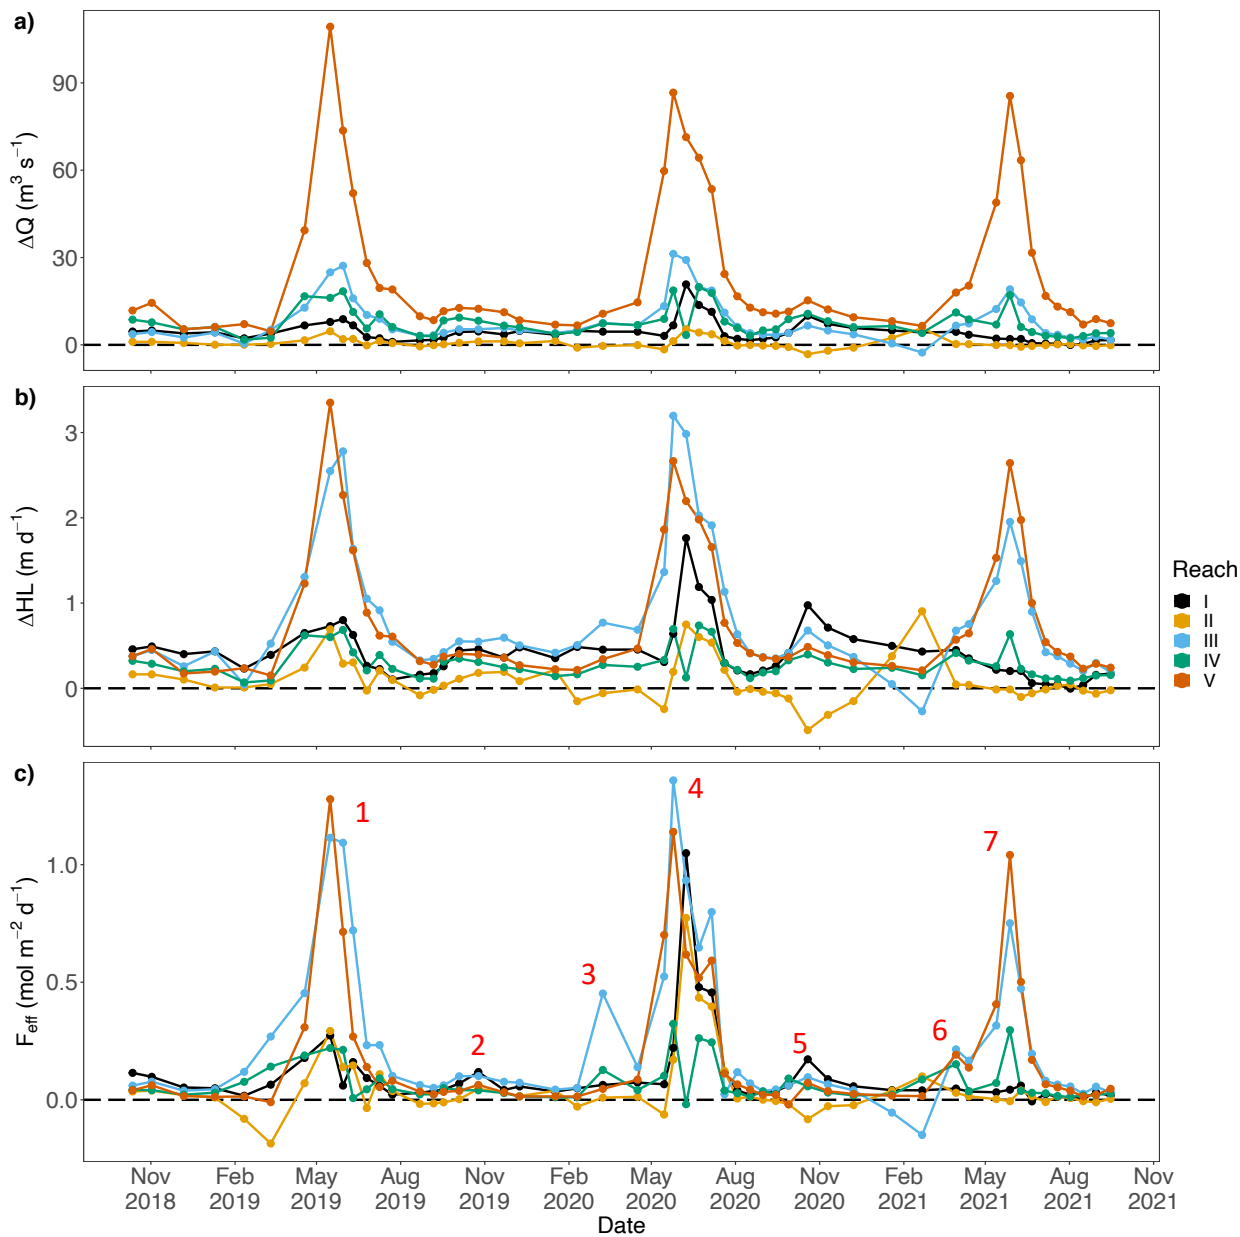 a)
ΔQ (m³ s⁻¹)
90
60
30
0
b)
ΔHL (m d⁻¹)
3
2
1
0
Reach
I
II
III
IV
V
c)
F_eff (mol m⁻² d⁻¹)
1.0
0.5
0.0
1
2
3
4
5
6
7
Nov Feb May Aug Nov Feb May Aug Nov Feb May Aug Nov
2018 2019 2019 2019 2019 2020 2020 2020 2020 2021 2021 2021 2021
Date